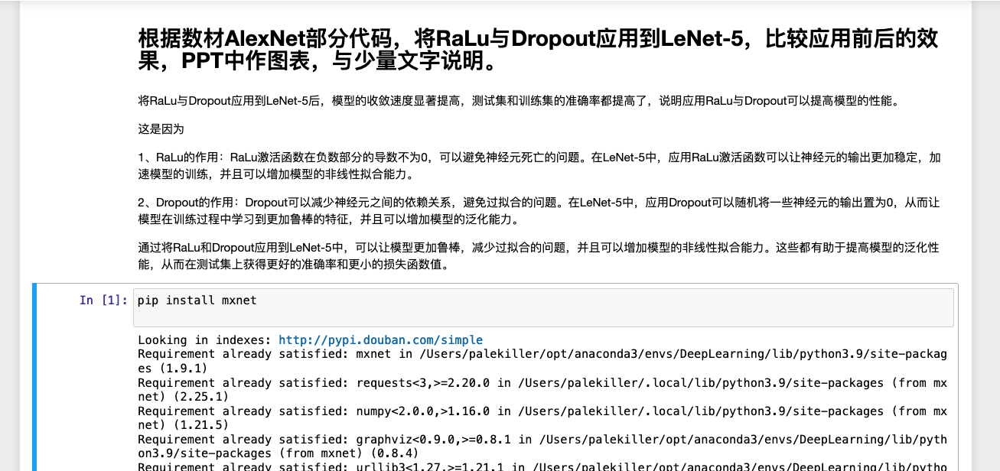 根据数材AlexNet部分代码，将RaLu与Dropout应用到LeNet-5，比较应用前后的效
果，PPT中作图表，与少量文字说明。
将RaLu与Dropout应用到LeNet-5后，模型的收敛速度显著提高，测试集和训练集的准确率都提高了，说明应用RaLu与Dropout可以提高模型的性能。
这是因为
1、RaLu的作用：RaLu激活函数在负数部分的导数不为0，可以避免神经元死亡的问题。在LeNet-5中，应用RaLu激活函数可以让神经元的输出更加稳定，加
速模型的训练，并且可以增加模型的非线性拟合能力。
2、Dropout的作用：Dropout可以减少神经元之间的依赖关系，避免过拟合的问题。在LeNet-5中，应用Dropout可以随机将一些神经元的输出置为0，从而让
模型在训练过程中学习到更加鲁棒的特征，并且可以增加模型的泛化能力。
通过将RaLu和Dropout应用到LeNet-5中，可以让模型更加鲁棒，减少过拟合的问题，并且可以增加模型的非线性拟合能力。这些都有助于提高模型的泛化性
能，从而在测试集上获得更好的准确率和更小的损失函数值。
In [1]: pip install mxnet
Looking in indexes: http://pypi.douban.com/simple
Requirement already satisfied: mxnet in /Users/palekiller/opt/anaconda3/envs/DeepLearning/lib/python3.9/site-packag
es (1.9.1)
Requirement already satisfied: requests<3,>=2.20.0 in /Users/palekiller/.local/lib/python3.9/site-packages (from mx
net) (2.25.1)
Requirement already satisfied: numpy<2.0.0,>1.16.0 in /Users/palekiller/.local/lib/python3.9/site-packages (from mx
net) (1.21.5)
Requirement already satisfied: graphviz<0.9.0,>=0.8.1 in /Users/palekiller/opt/anaconda3/envs/DeepLearning/lib/pyth
on3.9/site-packages (from mxnet) (0.8.4)
Requirement already satisfied: urllib3<1.27,>=1.21.1 in /Users/palekiller/opt/anaconda3/envs/DeepLearning/lib/pytho